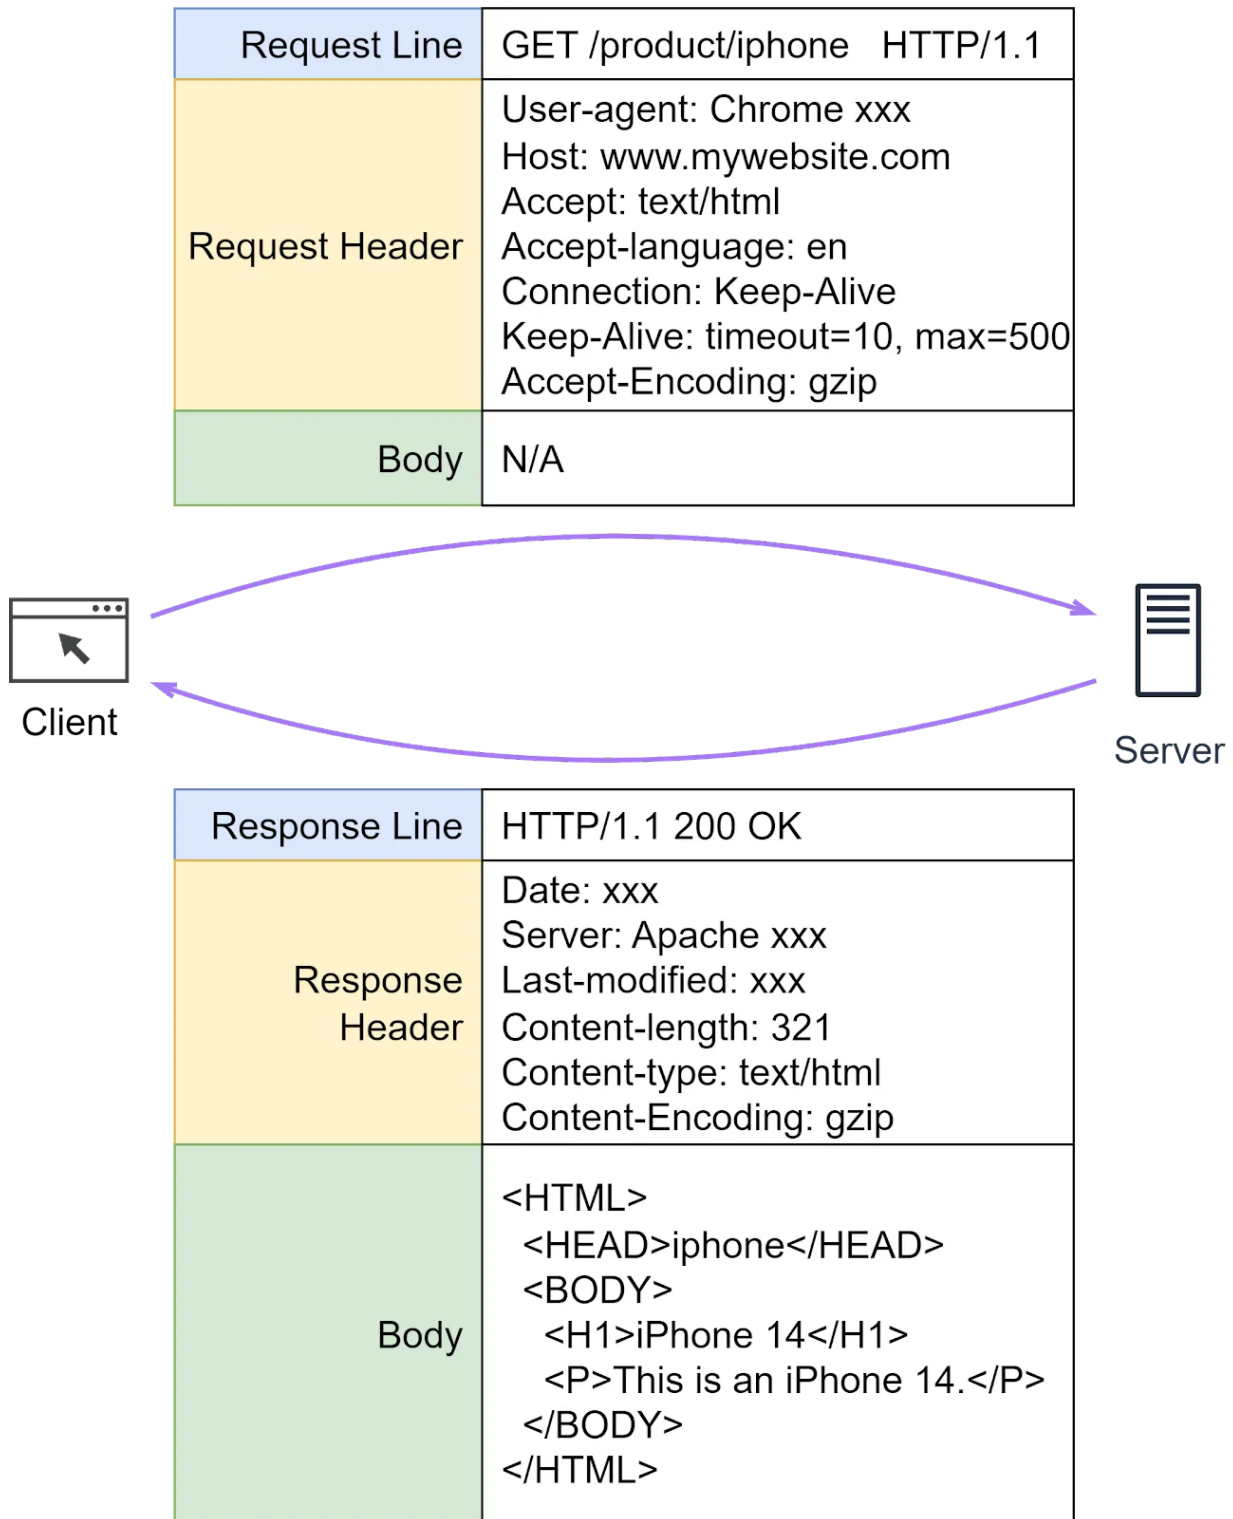 Request Line
GET /product/iphone HTTP/1.1
Request Header
User-agent: Chrome xxx
Host: www.mywebsite.com
Accept: text/html
Accept-language: en
Connection: Keep-Alive
Keep-Alive: timeout=10, max=500
Accept-Encoding: gzip
Body
N/A
Client
Server
Response Line
HTTP/1.1 200 OK
Response
Header
Date: xxx
Server: Apache xxx
Last-modified: xxx
Content-length: 321
Content-type: text/html
Content-Encoding: gzip
Body
<HTML>
<HEAD>iphone</HEAD>
<BODY>
<H1>iPhone 14</H1>
<P>This is an iPhone 14.</P>
</BODY>
</HTML>